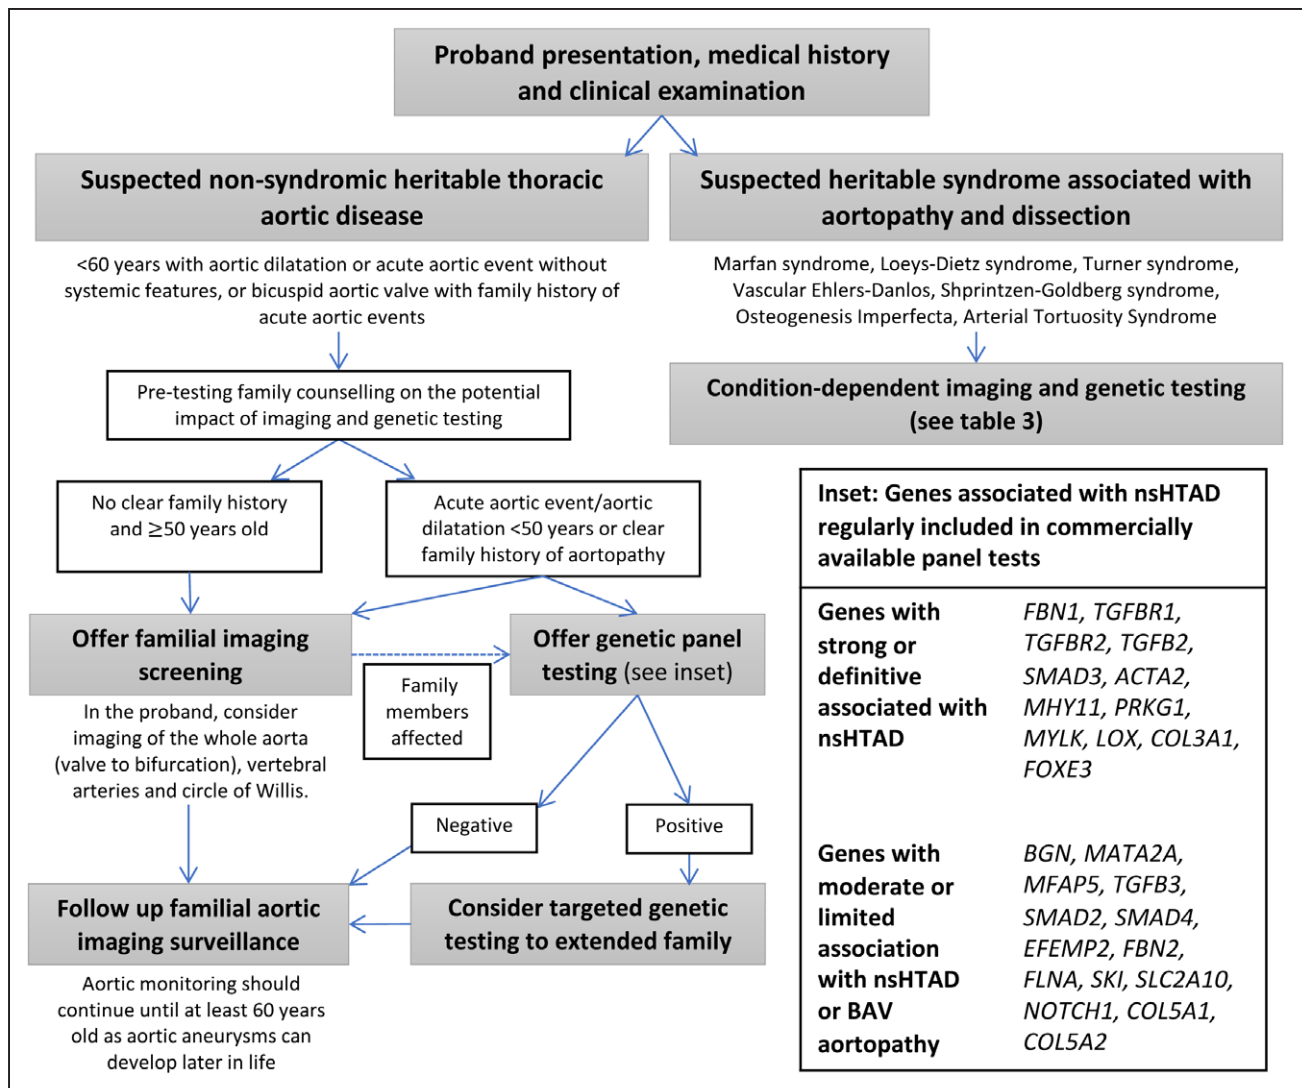 Proband presentation, medical history
and clinical examination
Suspected non-syndromic heritable thoracic
aortic disease
<60 years with aortic dilatation or acute aortic event without
systemic features, or bicuspid aortic valve with family history of
acute aortic events
Suspected heritable syndrome associated with
aortopathy and dissection
Marfan syndrome, Loeys-Dietz syndrome, Turner syndrome,
Vascular Ehlers-Danlos, Shprintzen-Goldberg syndrome,
Osteogenesis Imperfecta, Arterial Tortuosity Syndrome
Condition-dependent imaging and genetic testing
(see table 3)
Pre-testing family counselling on the potential
impact of imaging and genetic testing
No clear family history
and ≥50 years old
Acute aortic event/aortic
dilatation <50 years or clear
family history of aortopathy
Offer familial imaging
screening
In the proband, consider
imaging of the whole aorta
(valve to bifurcation), vertebral
arteries and circle of Willis.
Family
members
affected
Offer genetic panel
testing (see inset)
Negative
Positive
Follow up familial aortic
imaging surveillance
Aortic monitoring should
continue until at least 60 years
old as aortic aneurysms can
develop later in life
Consider targeted genetic
testing to extended family
Inset: Genes associated with nsHTAD
regularly included in commercially
available panel tests
Genes with
strong or
definitive
associated with
nsHTAD
FBN1, TGFBR1,
TGFBR2, TGFB2,
SMAD3, ACTA2,
MHY11, PRKG1,
MYLK, LOX, COL3A1,
FOXE3
Genes with
moderate or
limited
association
with nsHTAD
or BAV
aortopathy
BGN, MATA2A,
MFAP5, TGFB3,
SMAD2, SMAD4,
EFEMP2, FBN2,
FLNA, SKI, SLC2A10,
NOTCH1, COL5A1,
COL5A2